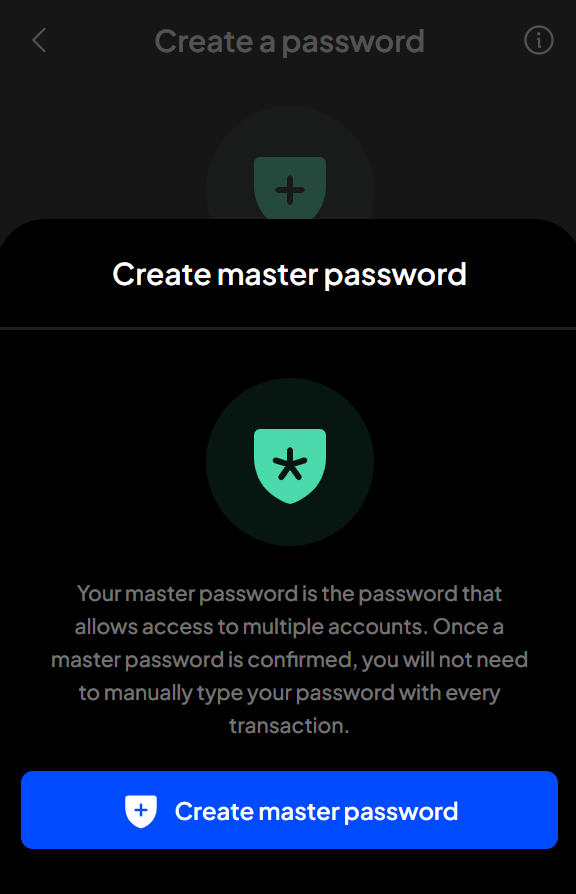 Create a password
Create master password
Your master password is the password that
allows access to multiple accounts. Once a
master password is confirmed, you will not need
to manually type your password with every
transaction.
Create master password